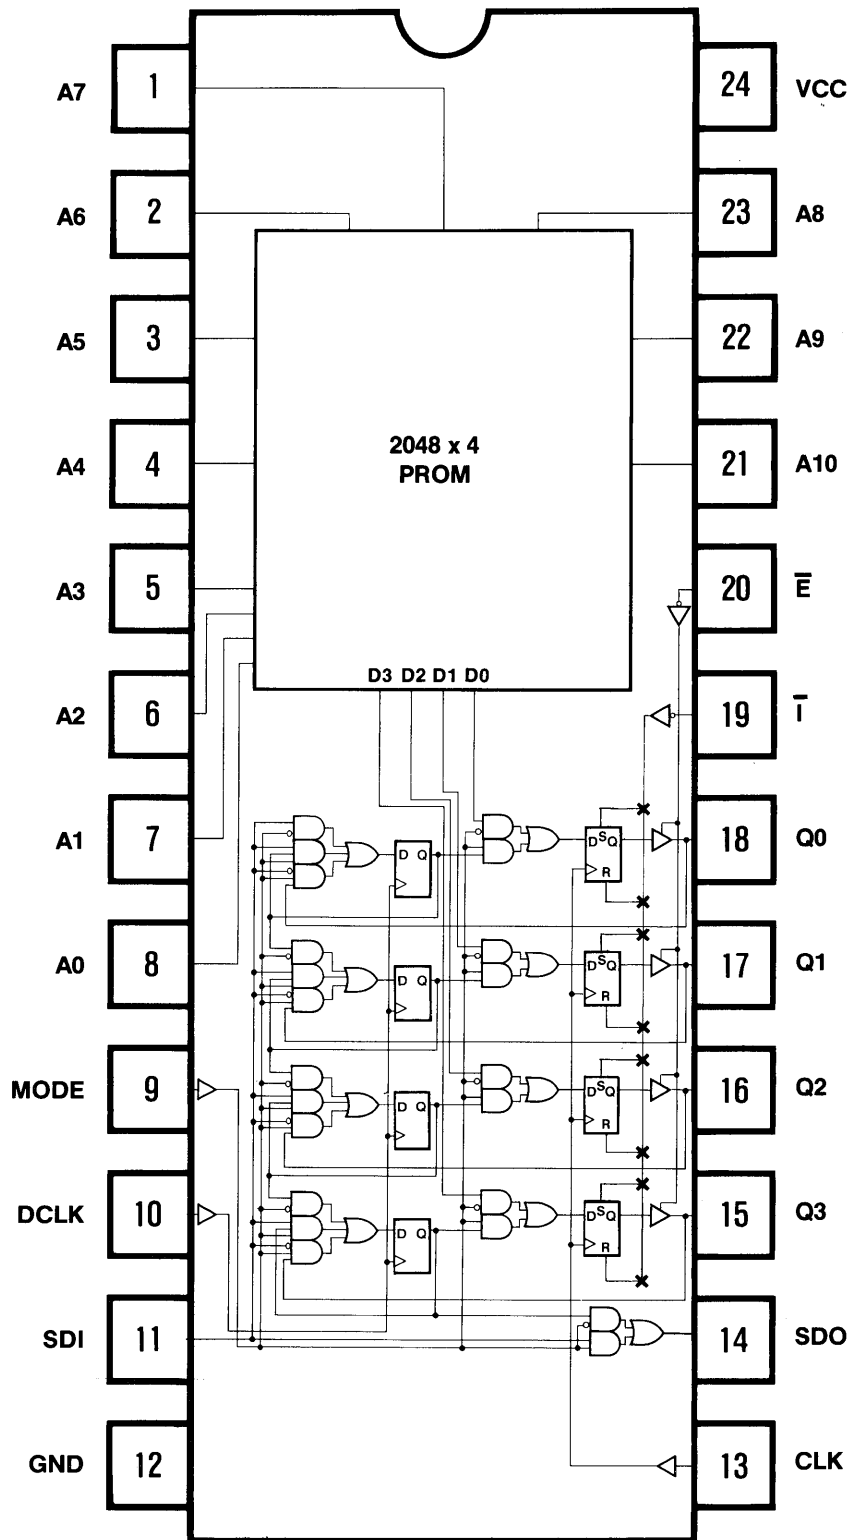 A7 1 24 VCC
A6 2 23 A8
A5 3 22 A9
2048 x 4
PROM
A4 4 21 A10
A3 5 20 E̅
D3 D2 D1 D0
A2 6 19 I̅
A1 7 18 Q0
D Q D S Q
R
A0 8 17 Q1
D Q D S Q
R
MODE 9 16 Q2
D Q D S Q
R
DCLK 10 15 Q3
D Q D S Q
R
SDI 11 14 SDO
GND 12 13 CLK